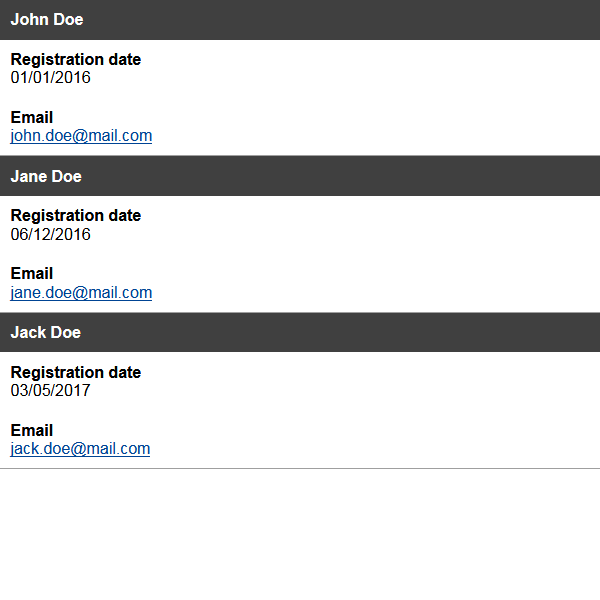 John Doe
Registration date
01/01/2016
Email
john.doe@mail.com
Jane Doe
Registration date
06/12/2016
Email
jane.doe@mail.com
Jack Doe
Registration date
03/05/2017
Email
jack.doe@mail.com